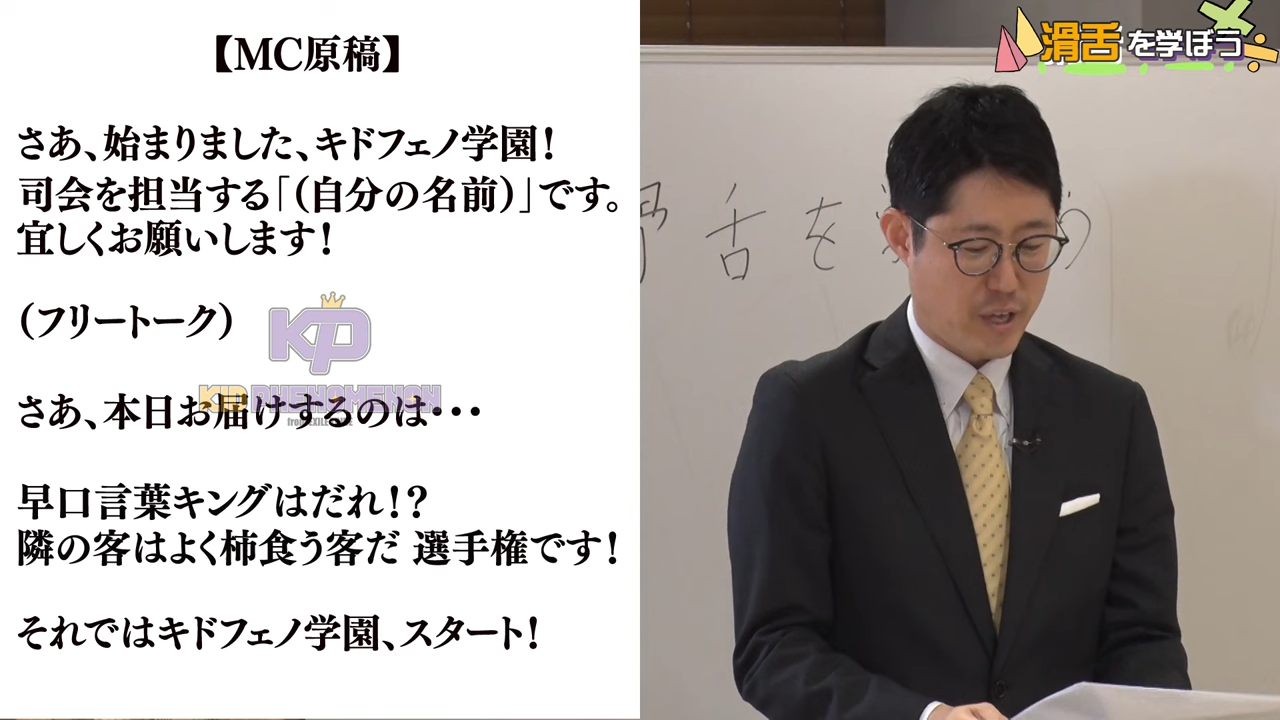 【MC原稿】
さあ、始まりました、キドフェノ学園!
司会を担当する「(自分の名前)」です。
宜しくお願いします!
(フリートーク)
KP
KID PHENOMENON
さあ、本日お届けするのは・・・
早口言葉キングはだれ!?
隣の客はよく柿食う客だ 選手権です!
それではキドフェノ学園、スタート!
滑舌を学ぼう
舌を